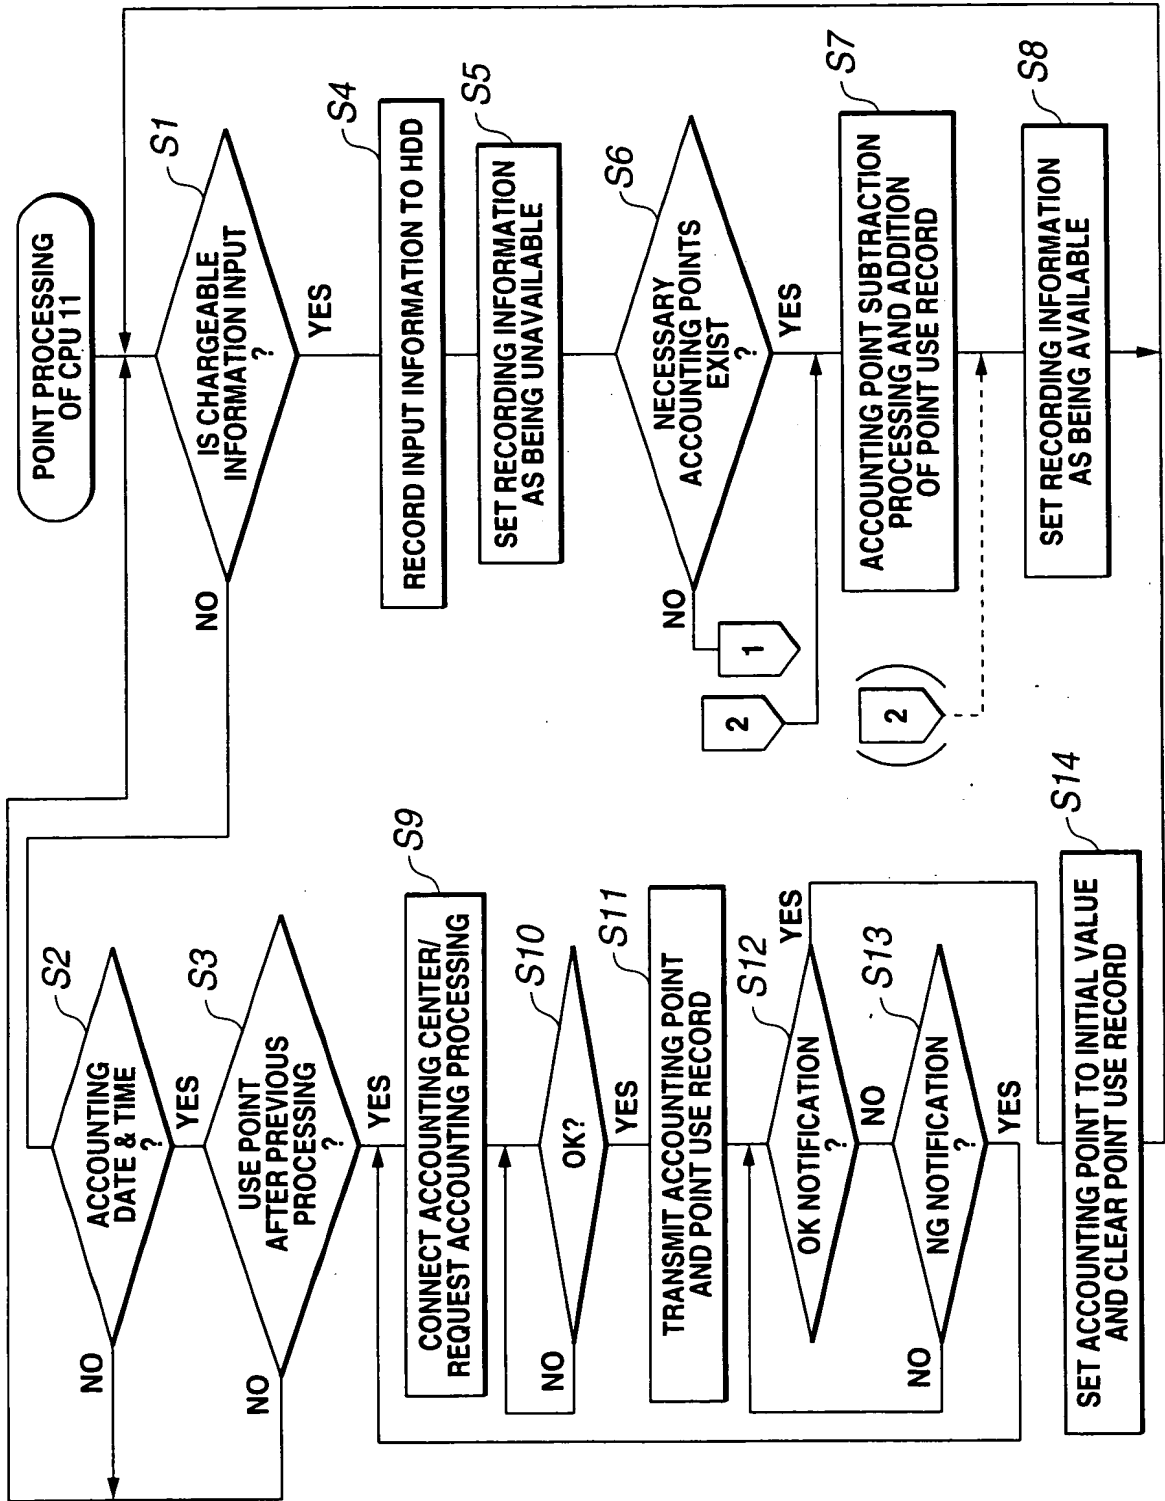 POINT PROCESSING
OF CPU 11
S1
IS CHARGEABLE
INFORMATION INPUT
?
NO
YES
S4
RECORD INPUT INFORMATION TO HDD
S5
SET RECORDING INFORMATION
AS BEING UNAVAILABLE
S6
NECESSARY
ACCOUNTING POINTS
EXIST
?
NO
YES
1
2
S7
ACCOUNTING POINT SUBTRACTION
PROCESSING AND ADDITION
OF POINT USE RECORD
(2)
S8
SET RECORDING INFORMATION
AS BEING AVAILABLE
S2
ACCOUNTING
DATE & TIME
?
NO
YES
S3
USE POINT
AFTER PREVIOUS
PROCESSING
?
NO
YES
S9
CONNECT ACCOUNTING CENTER/
REQUEST ACCOUNTING PROCESSING
S10
OK?
NO
YES
S11
TRANSMIT ACCOUNTING POINT
AND POINT USE RECORD
S12
OK NOTIFICATION
?
YES
NO
S13
NG NOTIFICATION
?
NO
YES
S14
SET ACCOUNTING POINT TO INITIAL VALUE
AND CLEAR POINT USE RECORD